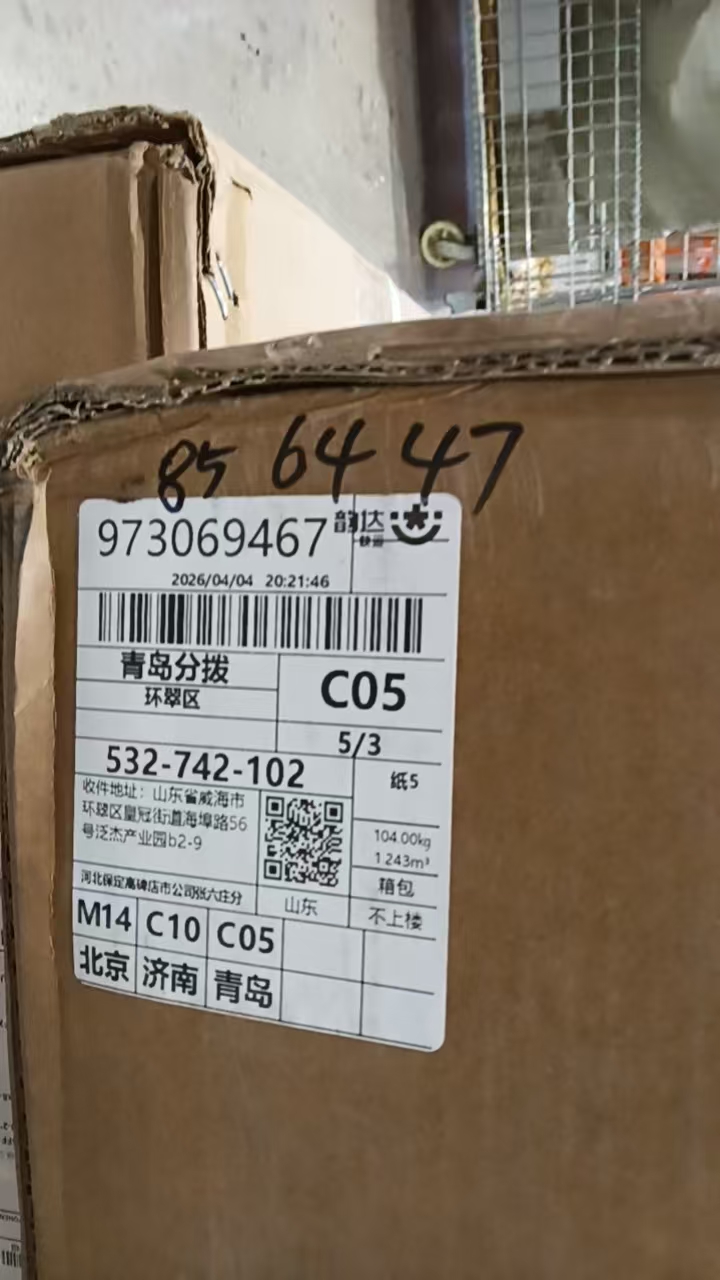 85 64 47
973069467
韵达
快运
2026/04/04 20:21:46
青岛分拨
环翠区
C05
5/3
532-742-102
纸5
收件地址：山东省威海市
环翠区皇冠街道海埠路56
号泛杰产业园b2-9
104.00kg
1.243m³
箱包
河北保定高碑店市公司张六庄分
山东
不上楼
M14 C10 C05
北京 济南 青岛